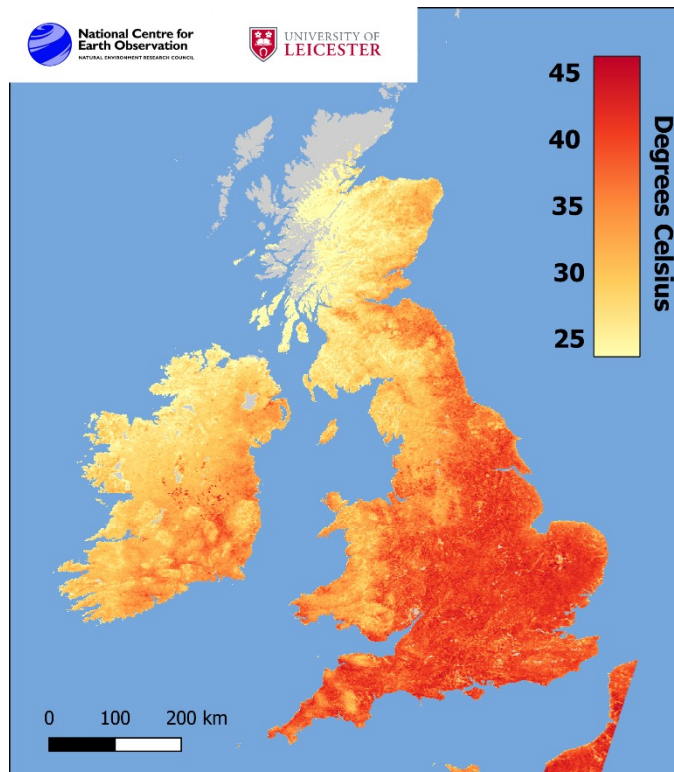 National Centre for
Earth Observation
NATURAL ENVIRONMENT RESEARCH COUNCIL
UNIVERSITY OF
LEICESTER
45
40
35
30
25
Degrees Celsius
0 100 200 km